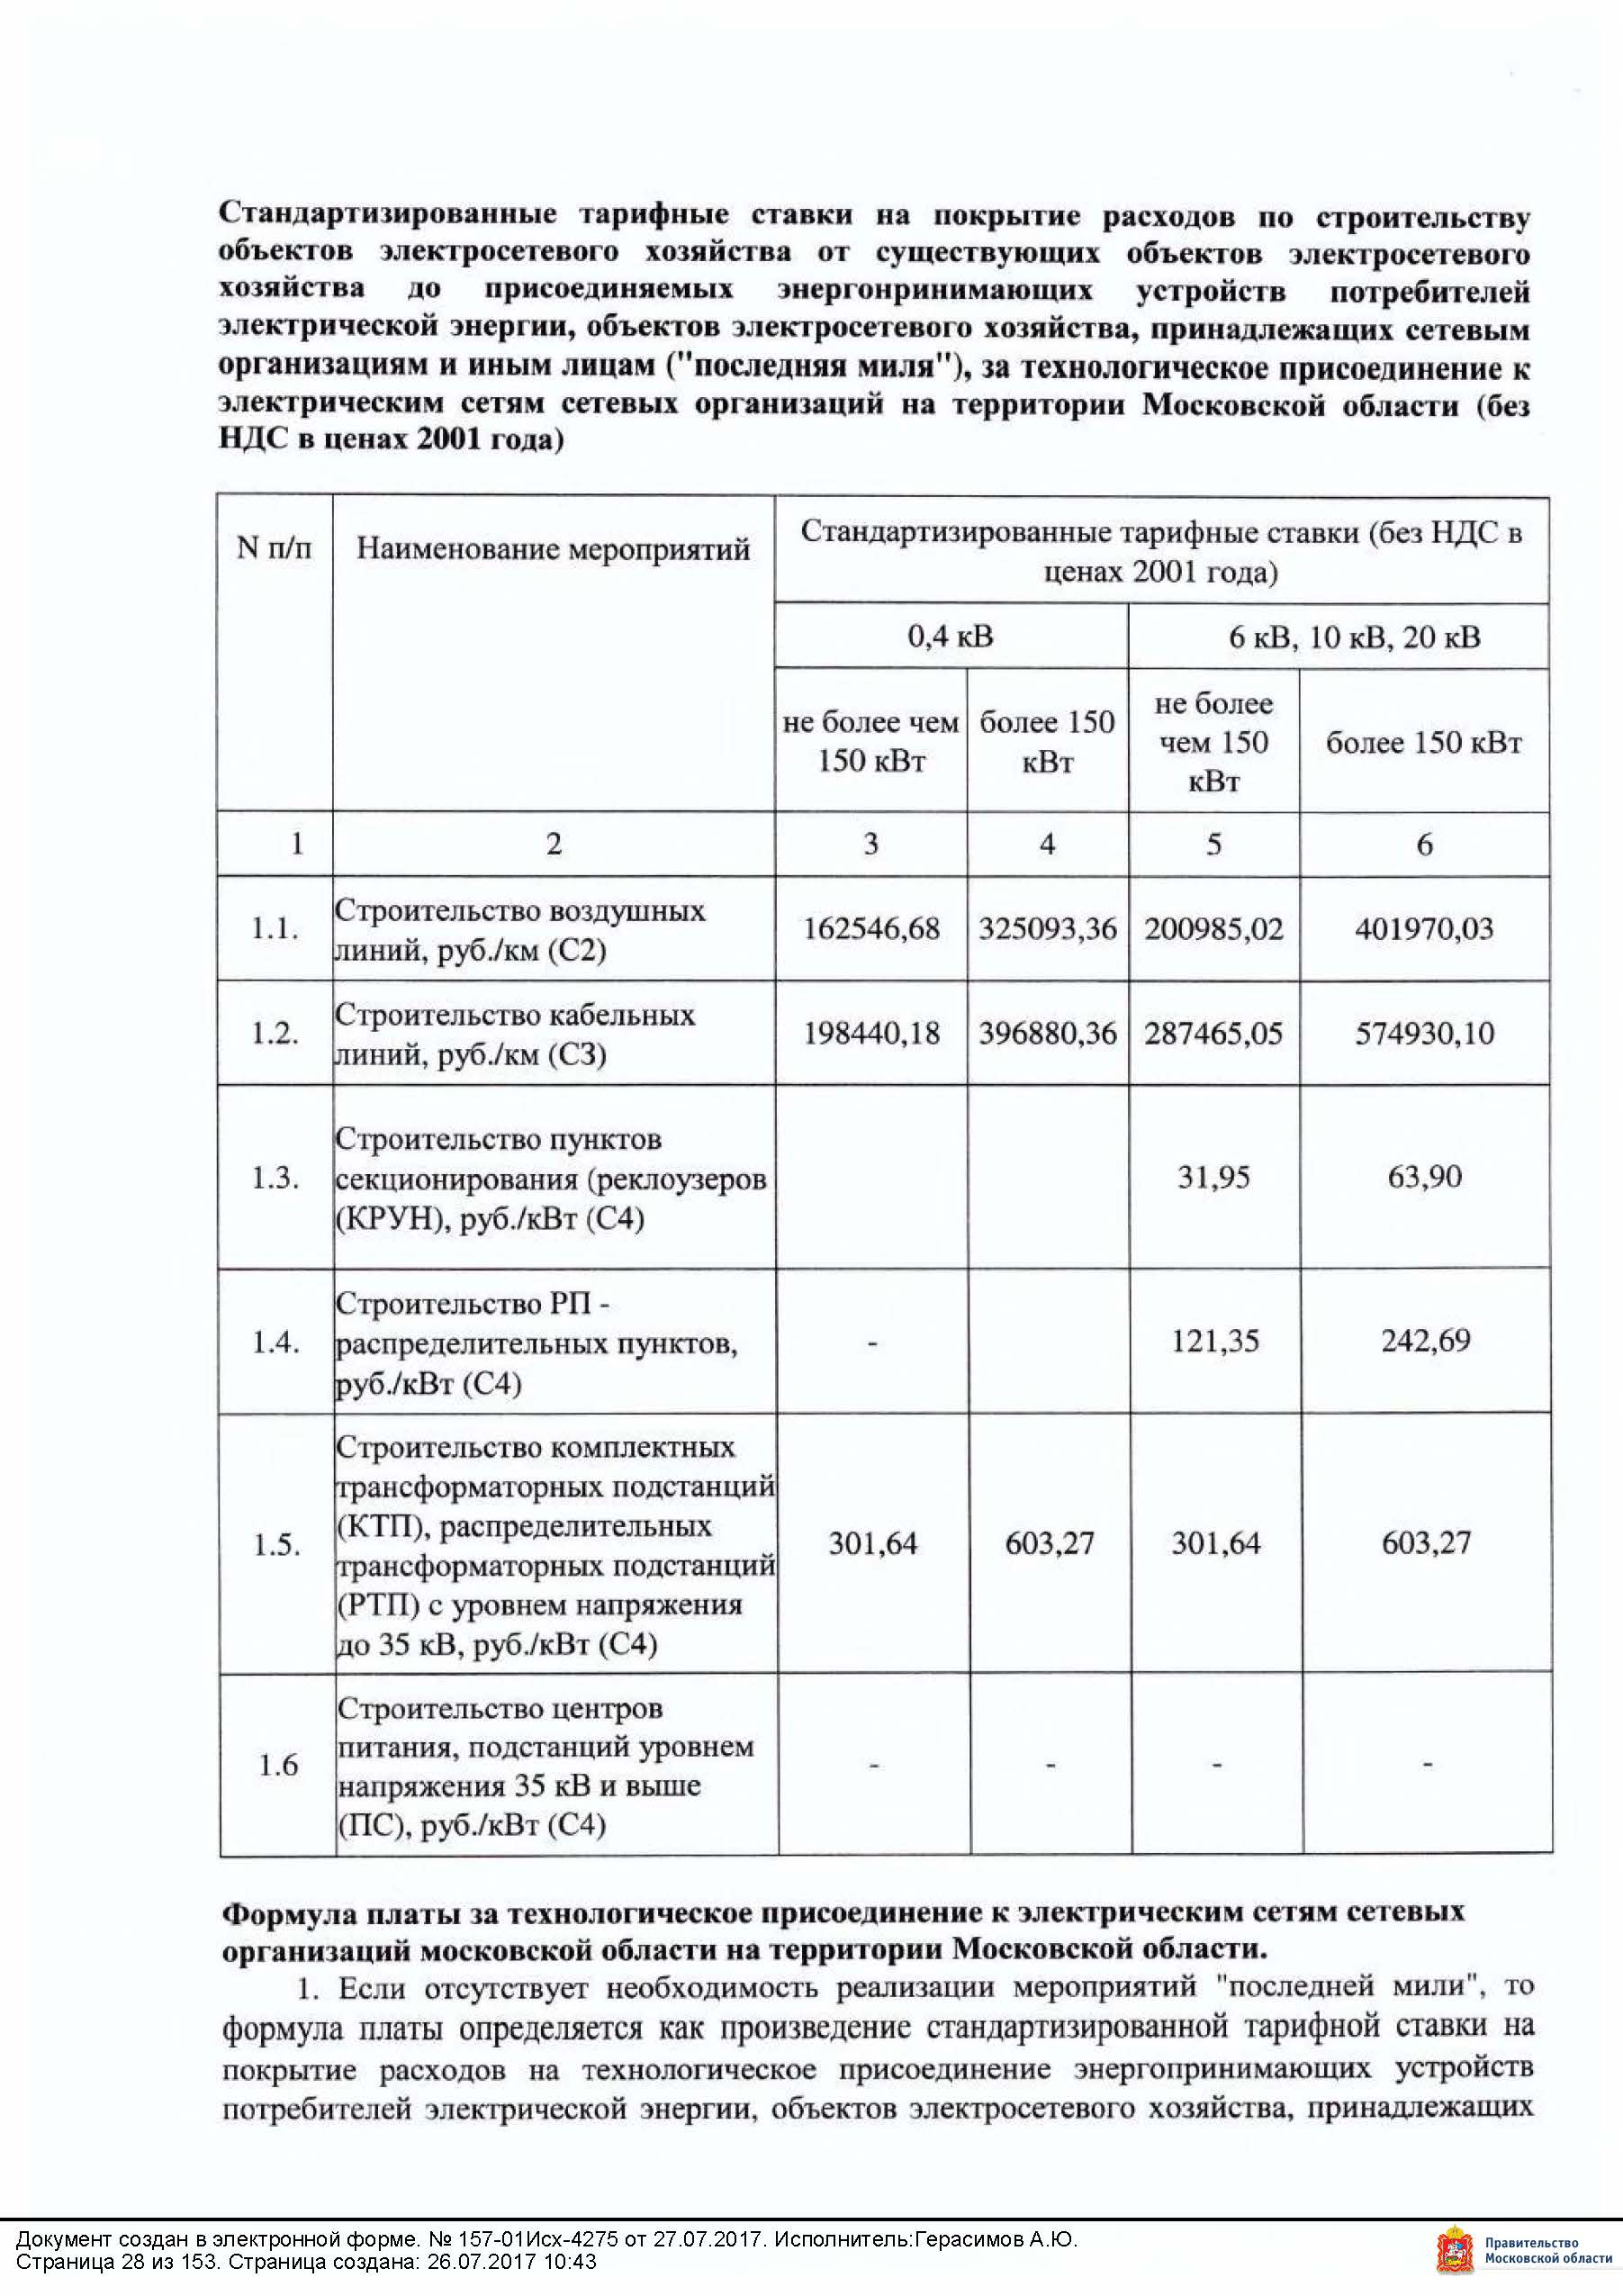 Стандартизированные тарифные ставки на покрытие расходов по строительству
объектов электросетевого хозяйства от существующих объектов электросетевого
хозяйства до присоединяемых энергонринимающих устройств потребителей
электрической энергии, объектов электросетевого хозяйства, принадлежащих сетевым
организациям и иным лицам ("последняя миля"), за технологическое присоединение к
электрическим сетям сетевых организаций на территории Московской области (без
НДС в ценах 2001 года)
N п/п
Наименование мероприятий
Стандартизированные тарифные ставки (без НДС в
ценах 2001 года)
0,4 кВ
6 кВ, 10 кВ, 20 кВ
не более чем
150 кВт
более 150
кВт
не более
чем 150
кВт
более 150 кВт
1 2 3 4 5 6
1.1.
Строительство воздушных
линий, руб./км (С2)
162546,68 325093,36 200985,02 401970,03
1.2.
Строительство кабельных
линий, руб./км (С3)
198440,18 396880,36 287465,05 574930,10
1.3.
Строительство пунктов
секционирования (реклоузеров
(КРУН), руб./кВт (С4)
31,95 63,90
1.4.
Строительство РП -
распределительных пунктов,
руб./кВт (С4)
- 121,35 242,69
1.5.
Строительство комплектных
трансформаторных подстанций
(КТП), распределительных
трансформаторных подстанций
(РТП) с уровнем напряжения
до 35 кВ, руб./кВт (С4)
301,64 603,27 301,64 603,27
1.6
Строительство центров
питания, подстанций уровнем
напряжения 35 кВ и выше
(ПС), руб./кВт (С4)
- - - -
Формула платы за технологическое присоединение к электрическим сетям сетевых
организаций московской области на территории Московской области.
1. Если отсутствует необходимость реализации мероприятий "последней мили", то
формула платы определяется как произведение стандартизированной тарифной ставки на
покрытие расходов на технологическое присоединение энергопринимающих устройств
потребителей электрической энергии, объектов электросетевого хозяйства, принадлежащих
Документ создан в электронной форме. № 157-01Исх-4275 от 27.07.2017. Исполнитель:Герасимов А.Ю.
Страница 28 из 153. Страница создана: 26.07.2017 10:43
Правительство
Московской области